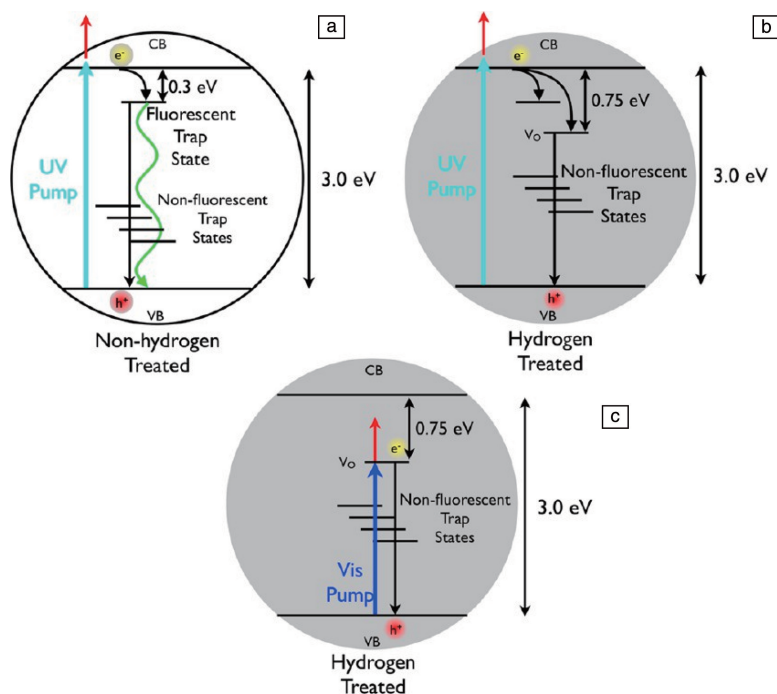 a
CB
e-
0.3 eV
Fluorescent
Trap
State
UV
Pump
3.0 eV
Non-fluorescent
Trap
States
h+
VB
Non-hydrogen
Treated
b
CB
e-
0.75 eV
Vo
UV
Pump
Non-fluorescent
Trap
States
3.0 eV
h+
VB
Hydrogen
Treated
c
CB
0.75 eV
e-
Vo
Non-fluorescent
Trap
States
3.0 eV
Vis
Pump
h+
VB
Hydrogen
Treated